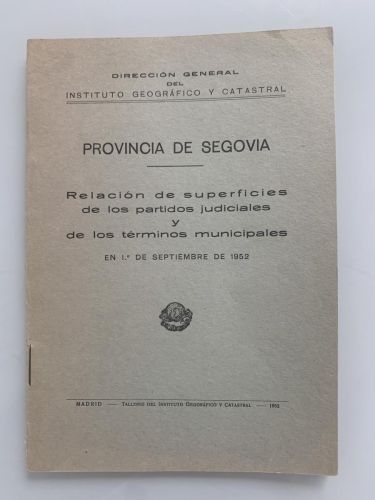 DIRECCIÓN GENERAL
DEL
INSTITUTO GEOGRÁFICO Y CATASTRAL
PROVINCIA DE SEGOVIA
Relación de superficies
de los partidos judiciales
y
de los términos municipales
EN 1.º DE SEPTIEMBRE DE 1952
MADRID — TALLERES DEL INSTITUTO GEOGRÁFICO Y CATASTRAL — 1952